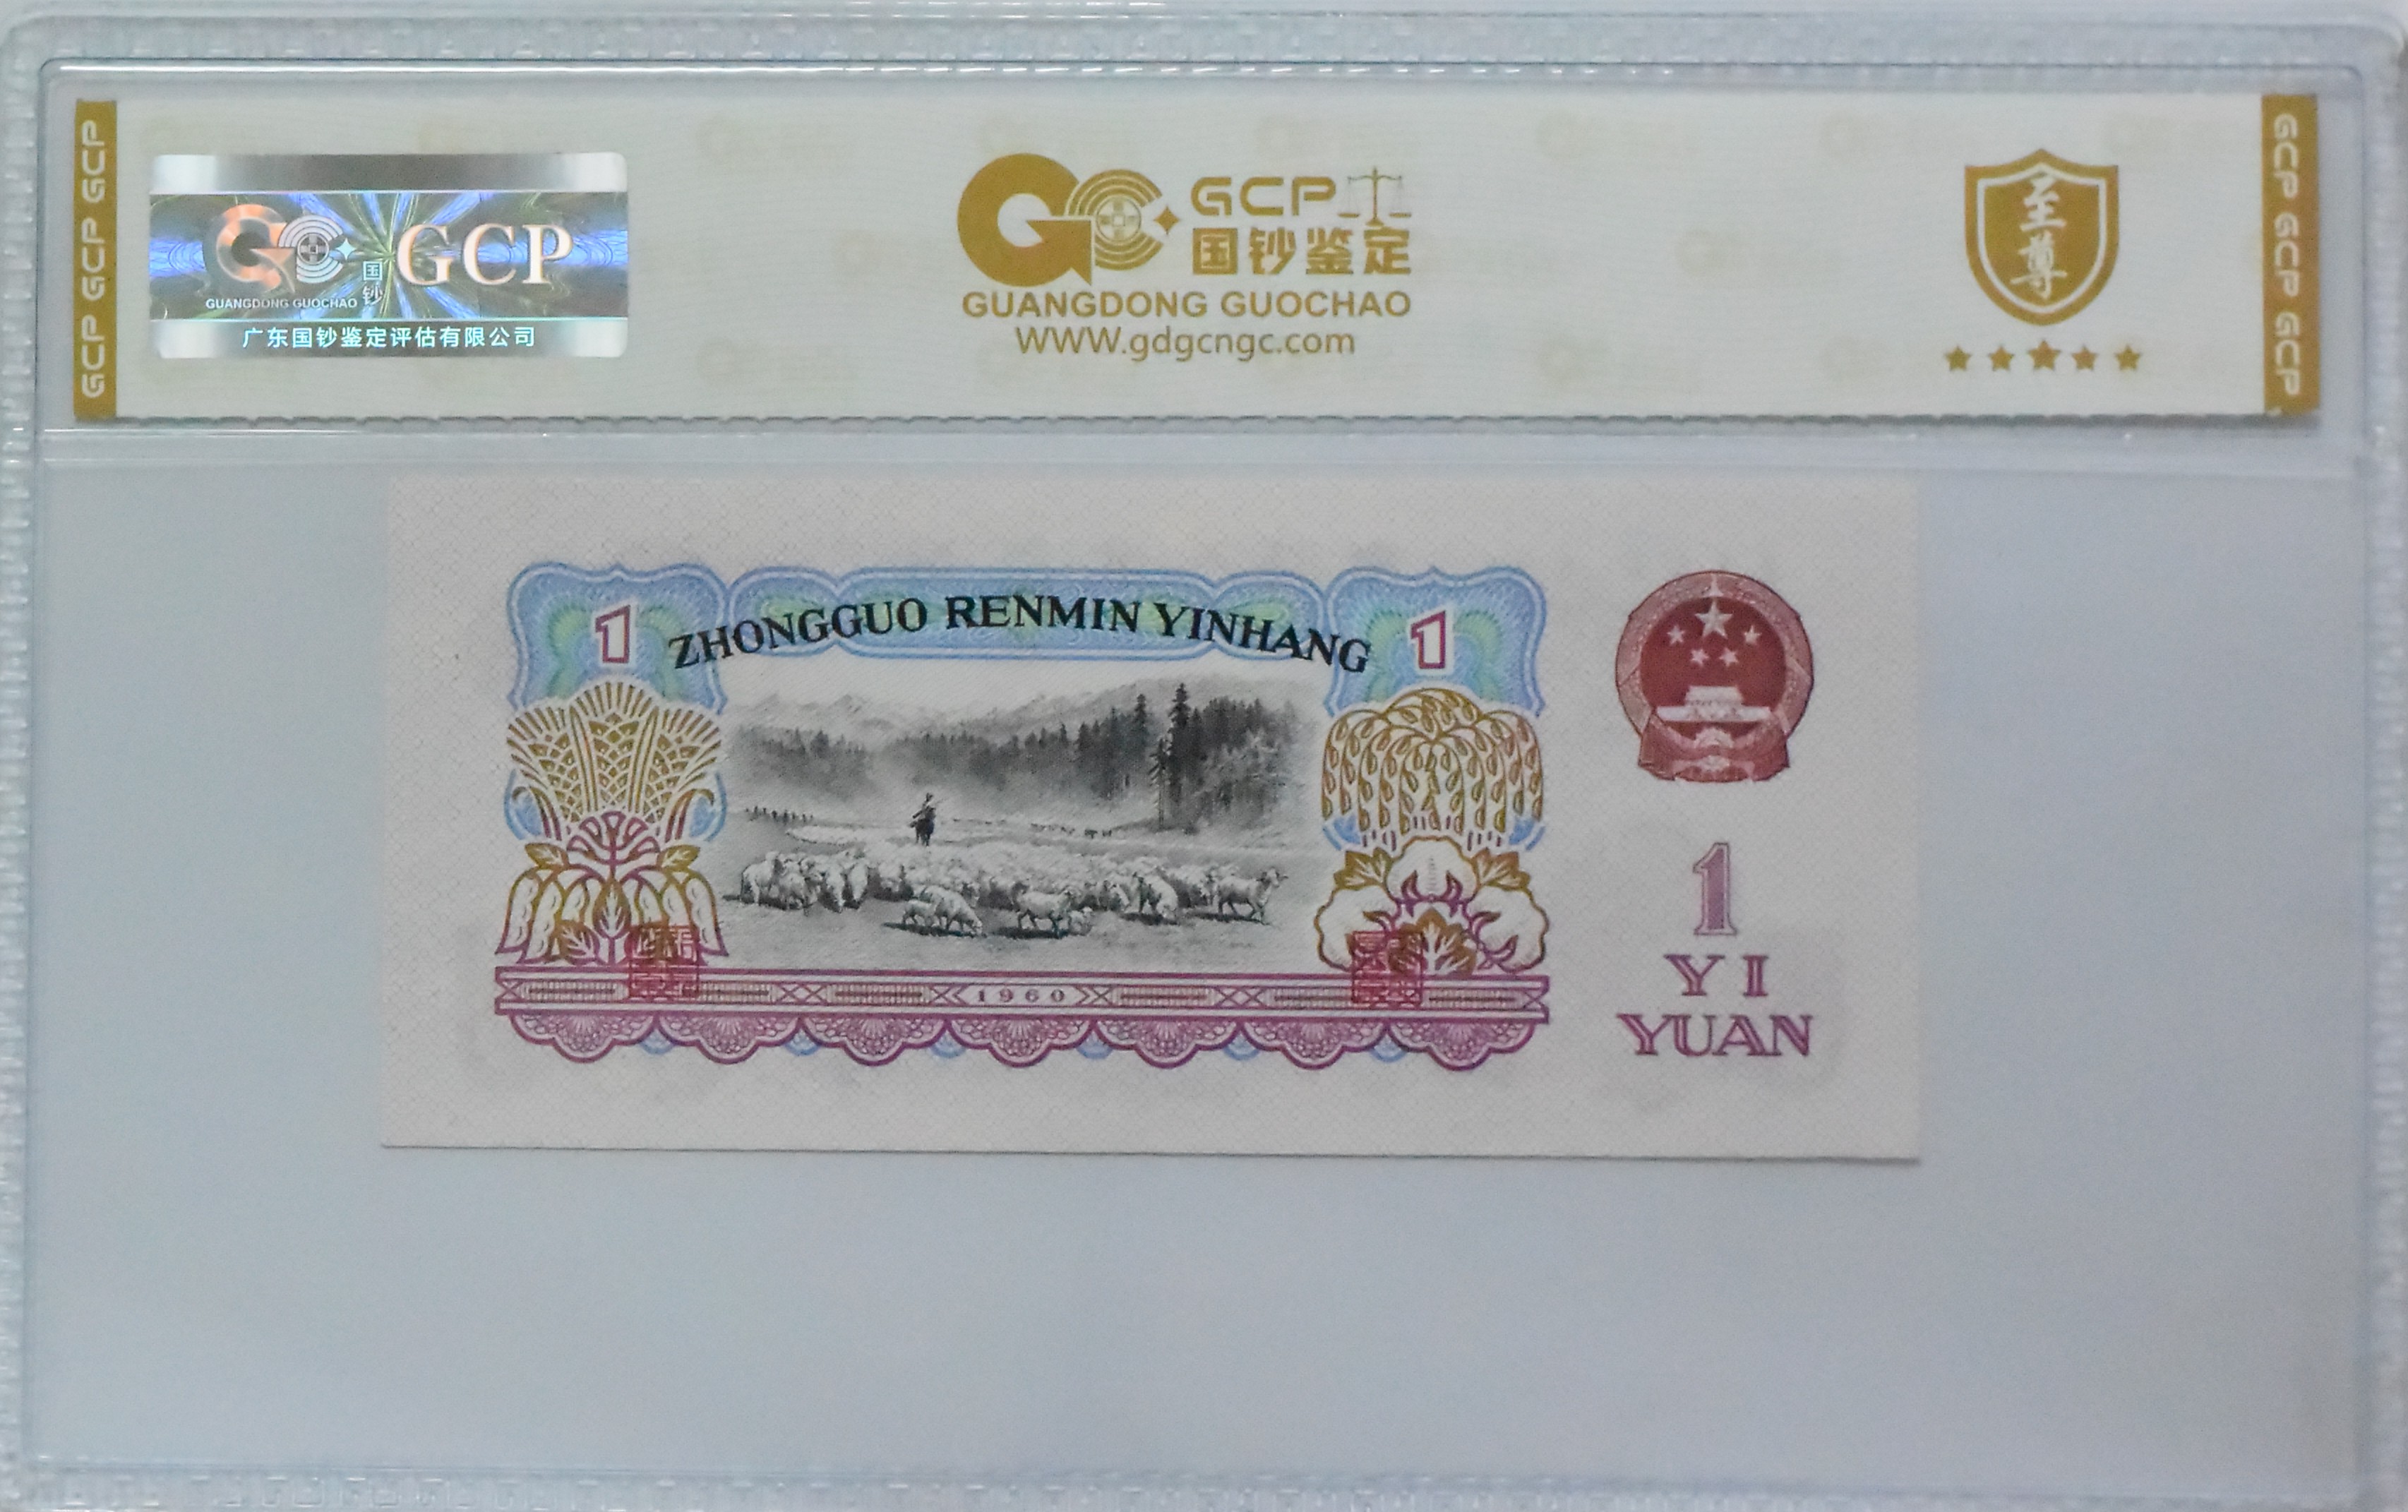 GCP GCP GCP
GCP
国
钞
GUANGDONG GUOCHAO
广东国钞鉴定评估有限公司
GCP
国钞鉴定
GUANGDONG GUOCHAO
WWW.gdgcngc.com
至
尊
GCP GCP GCP
1
ZHONGGUO RENMIN YINHANG
1
1960
1
YI
YUAN